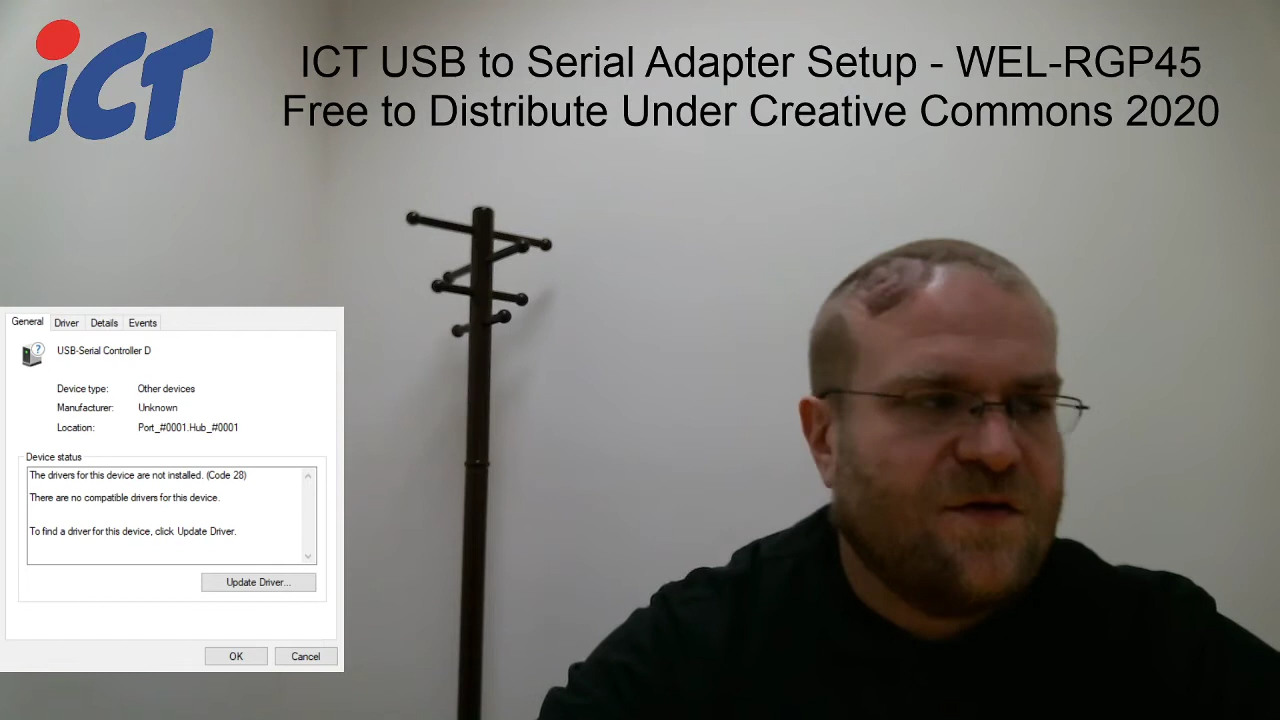 iCT
ICT USB to Serial Adapter Setup - WEL-RGP45
Free to Distribute Under Creative Commons 2020
General Driver Details Events
USB-Serial Controller D
Device type: Other devices
Manufacturer: Unknown
Location: Port_#0001.Hub_#0001
Device status
The drivers for this device are not installed. (Code 28)
There are no compatible drivers for this device.
To find a driver for this device, click Update Driver.
Update Driver...
OK Cancel